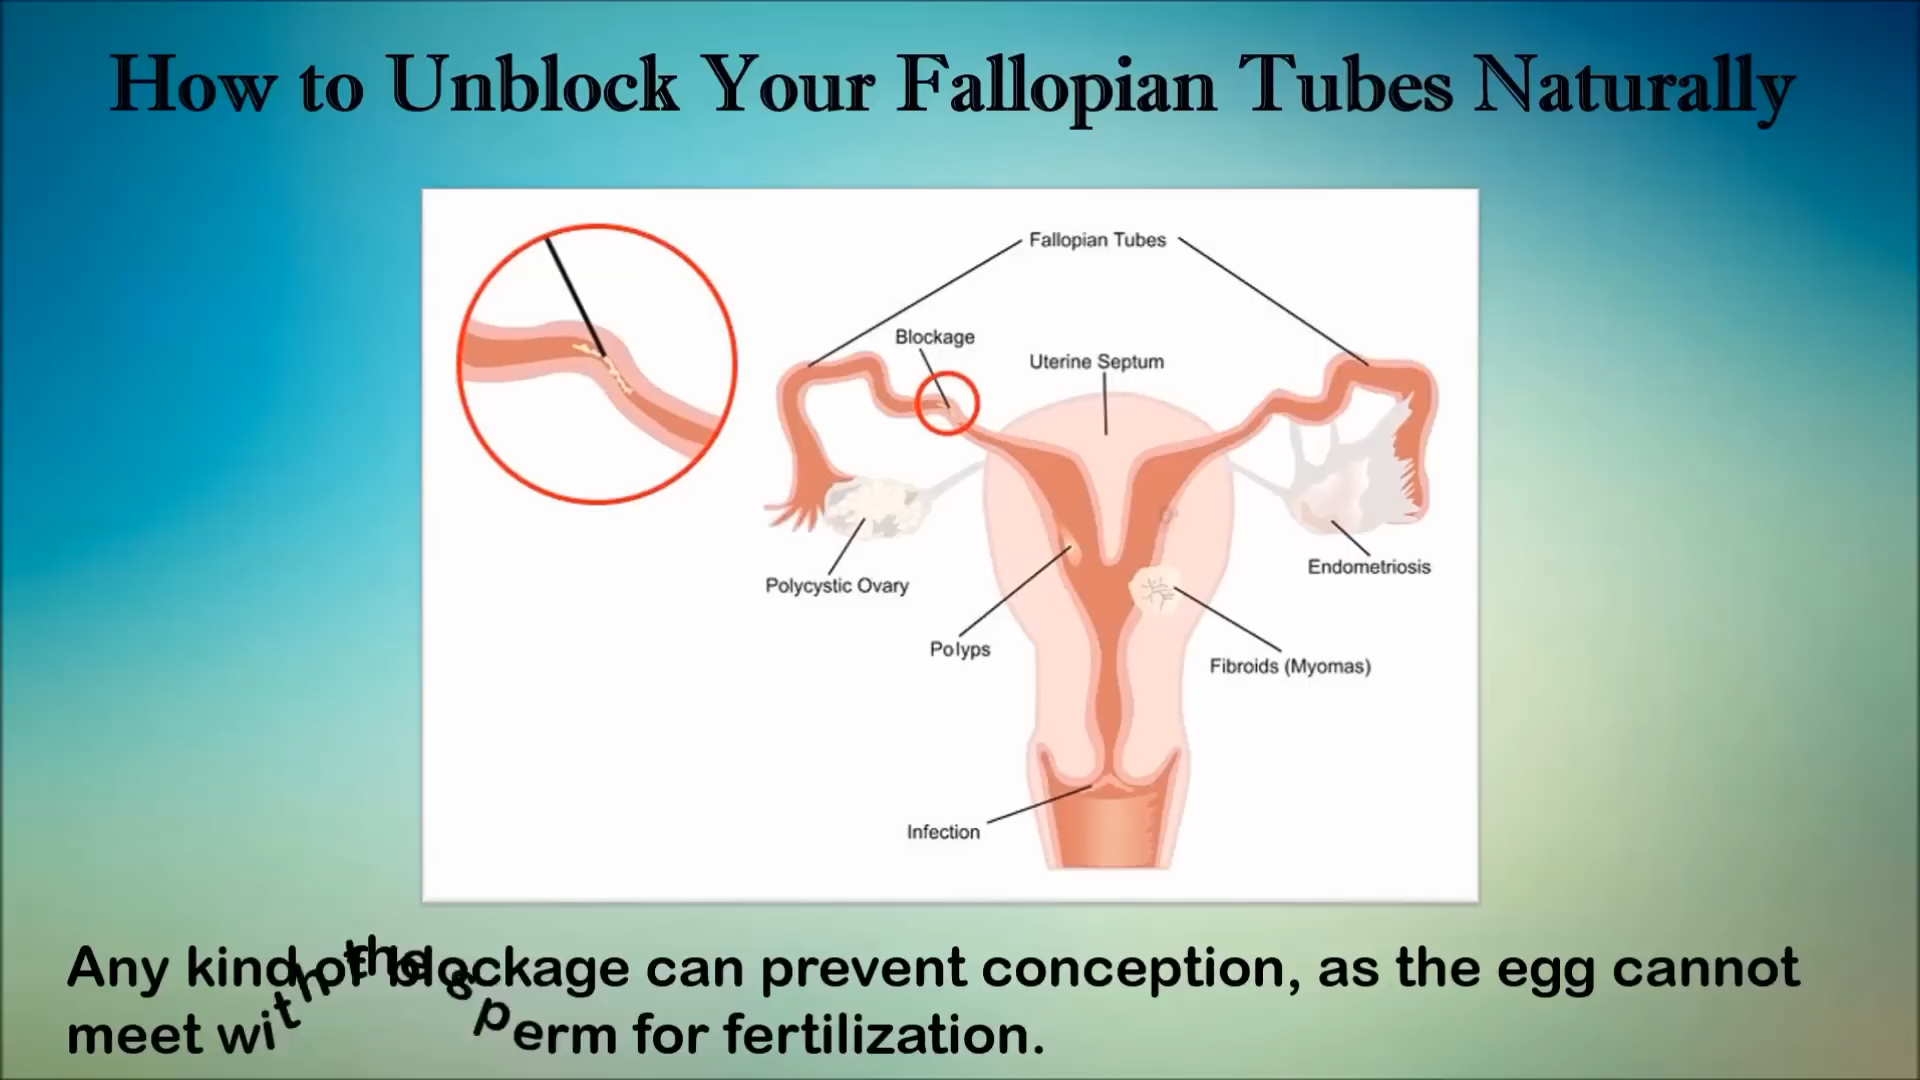 How to Unblock Your Fallopian Tubes Naturally
Fallopian Tubes
Blockage
Uterine Septum
Polycystic Ovary
Endometriosis
Polyps
Fibroids (Myomas)
Infection
Any kind of blockage can prevent conception, as the egg cannot
meet with the sperm for fertilization.